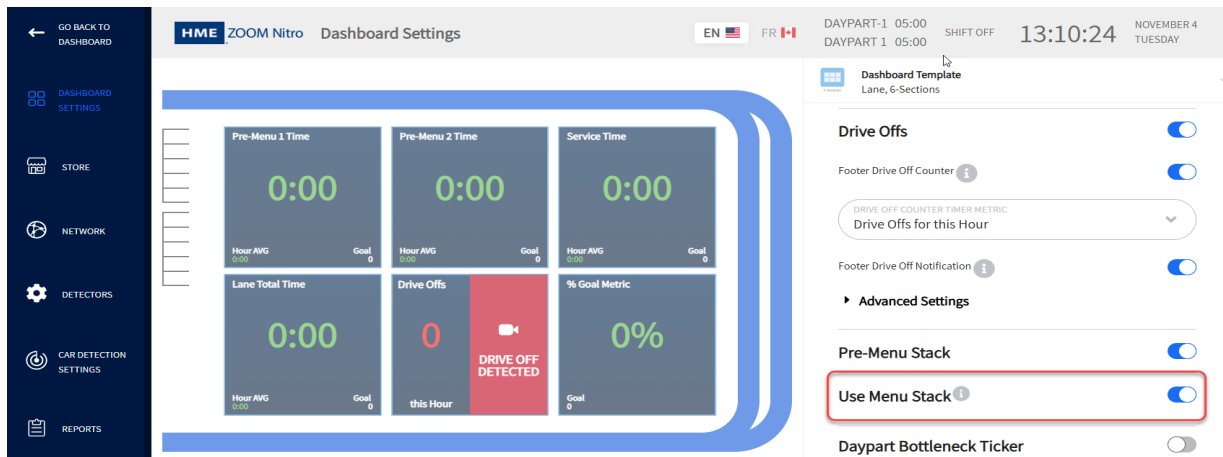 GO BACK TO
DASHBOARD
HME ZOOM Nitro Dashboard Settings
EN FR
DAYPART-1 05:00
DAYPART 1 05:00
SHIFT OFF
13:10:24
NOVEMBER 4
TUESDAY
DASHBOARD
SETTINGS
STORE
NETWORK
DETECTORS
CAR DETECTION
SETTINGS
REPORTS
Pre-Menu 1 Time
0:00
Hour AVG Goal
0:00 0
Pre-Menu 2 Time
0:00
Hour AVG Goal
0:00 0
Service Time
0:00
Hour AVG Goal
0:00 0
Lane Total Time
0:00
Hour AVG Goal
0:00 0
Drive Offs
0
this Hour
DRIVE OFF
DETECTED
% Goal Metric
0%
Goal
0
Dashboard Template
Lane, 6-Sections
Drive Offs
Footer Drive Off Counter i
DRIVE OFF COUNTER TIMER METRIC
Drive Offs for this Hour
Footer Drive Off Notification i
Advanced Settings
Pre-Menu Stack
Use Menu Stack i
Daypart Bottleneck Ticker